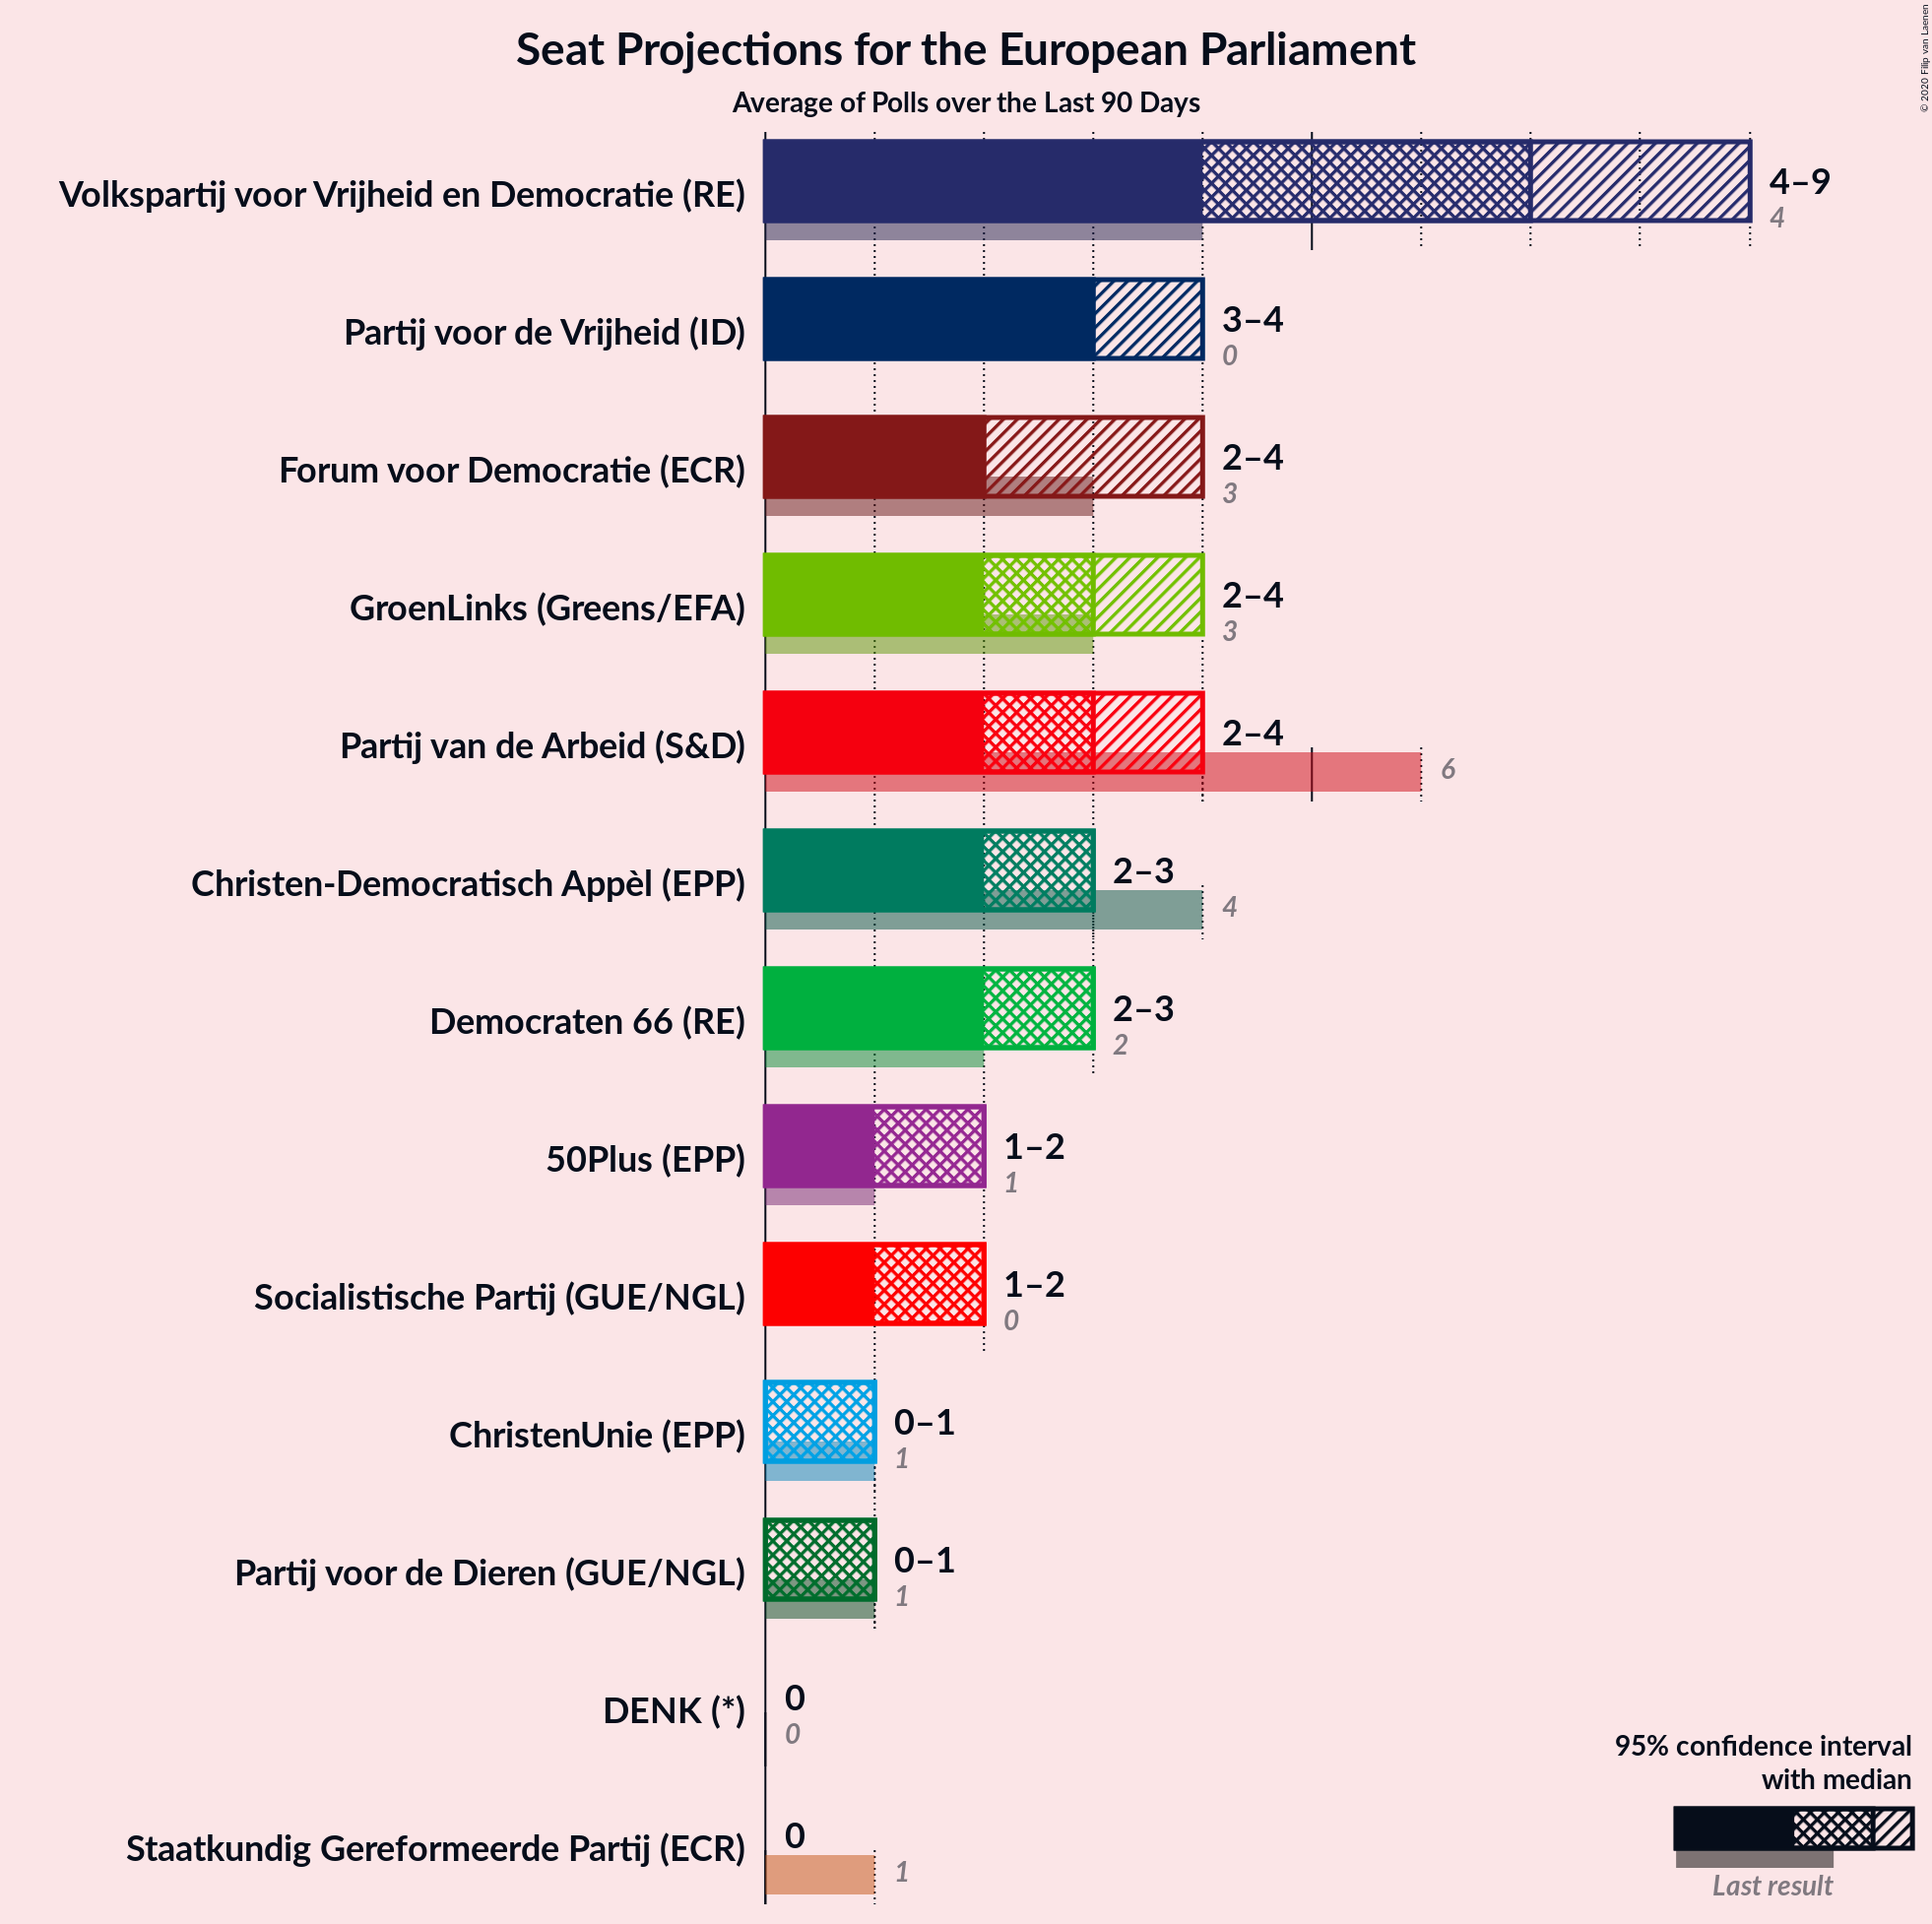 Seat Projections for the European Parliament
Average of Polls over the Last 90 Days
© 2020 Filip van Laenen
Volkspartij voor Vrijheid en Democratie (RE)
4–9
4
Partij voor de Vrijheid (ID)
3–4
0
Forum voor Democratie (ECR)
2–4
3
GroenLinks (Greens/EFA)
2–4
3
Partij van de Arbeid (S&D)
2–4
6
Christen-Democratisch Appèl (EPP)
2–3
4
Democraten 66 (RE)
2–3
2
50Plus (EPP)
1–2
1
Socialistische Partij (GUE/NGL)
1–2
0
ChristenUnie (EPP)
0–1
1
Partij voor de Dieren (GUE/NGL)
0–1
1
DENK (*)
0
0
Staatkundig Gereformeerde Partij (ECR)
0
1
95% confidence interval
with median
Last result